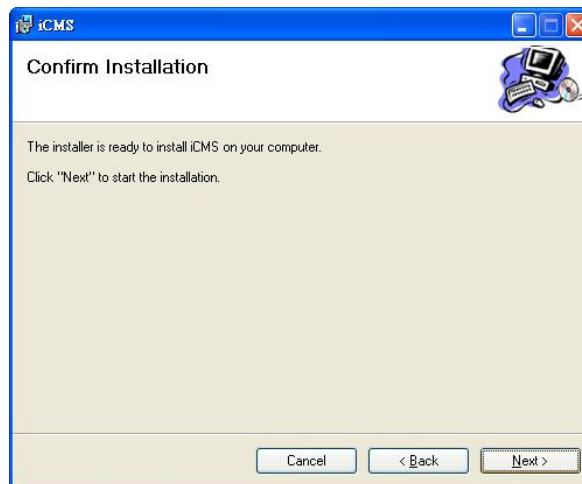 iCMS
Confirm Installation
The installer is ready to install iCMS on your computer.
Click "Next" to start the installation.
Cancel
< Back
Next >